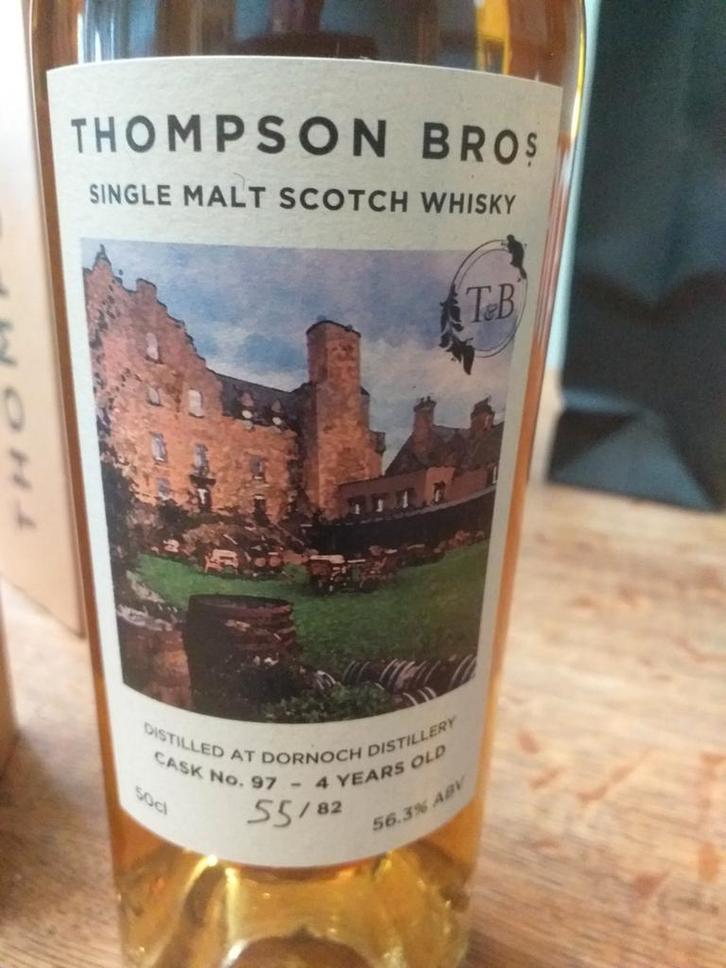 THOMPSON BROS
SINGLE MALT SCOTCH WHISKY
T&B
DISTILLED AT DORNOCH DISTILLERY
CASK No. 97 - 4 YEARS OLD
50cl
55/82
56.3% ABV
THOMP